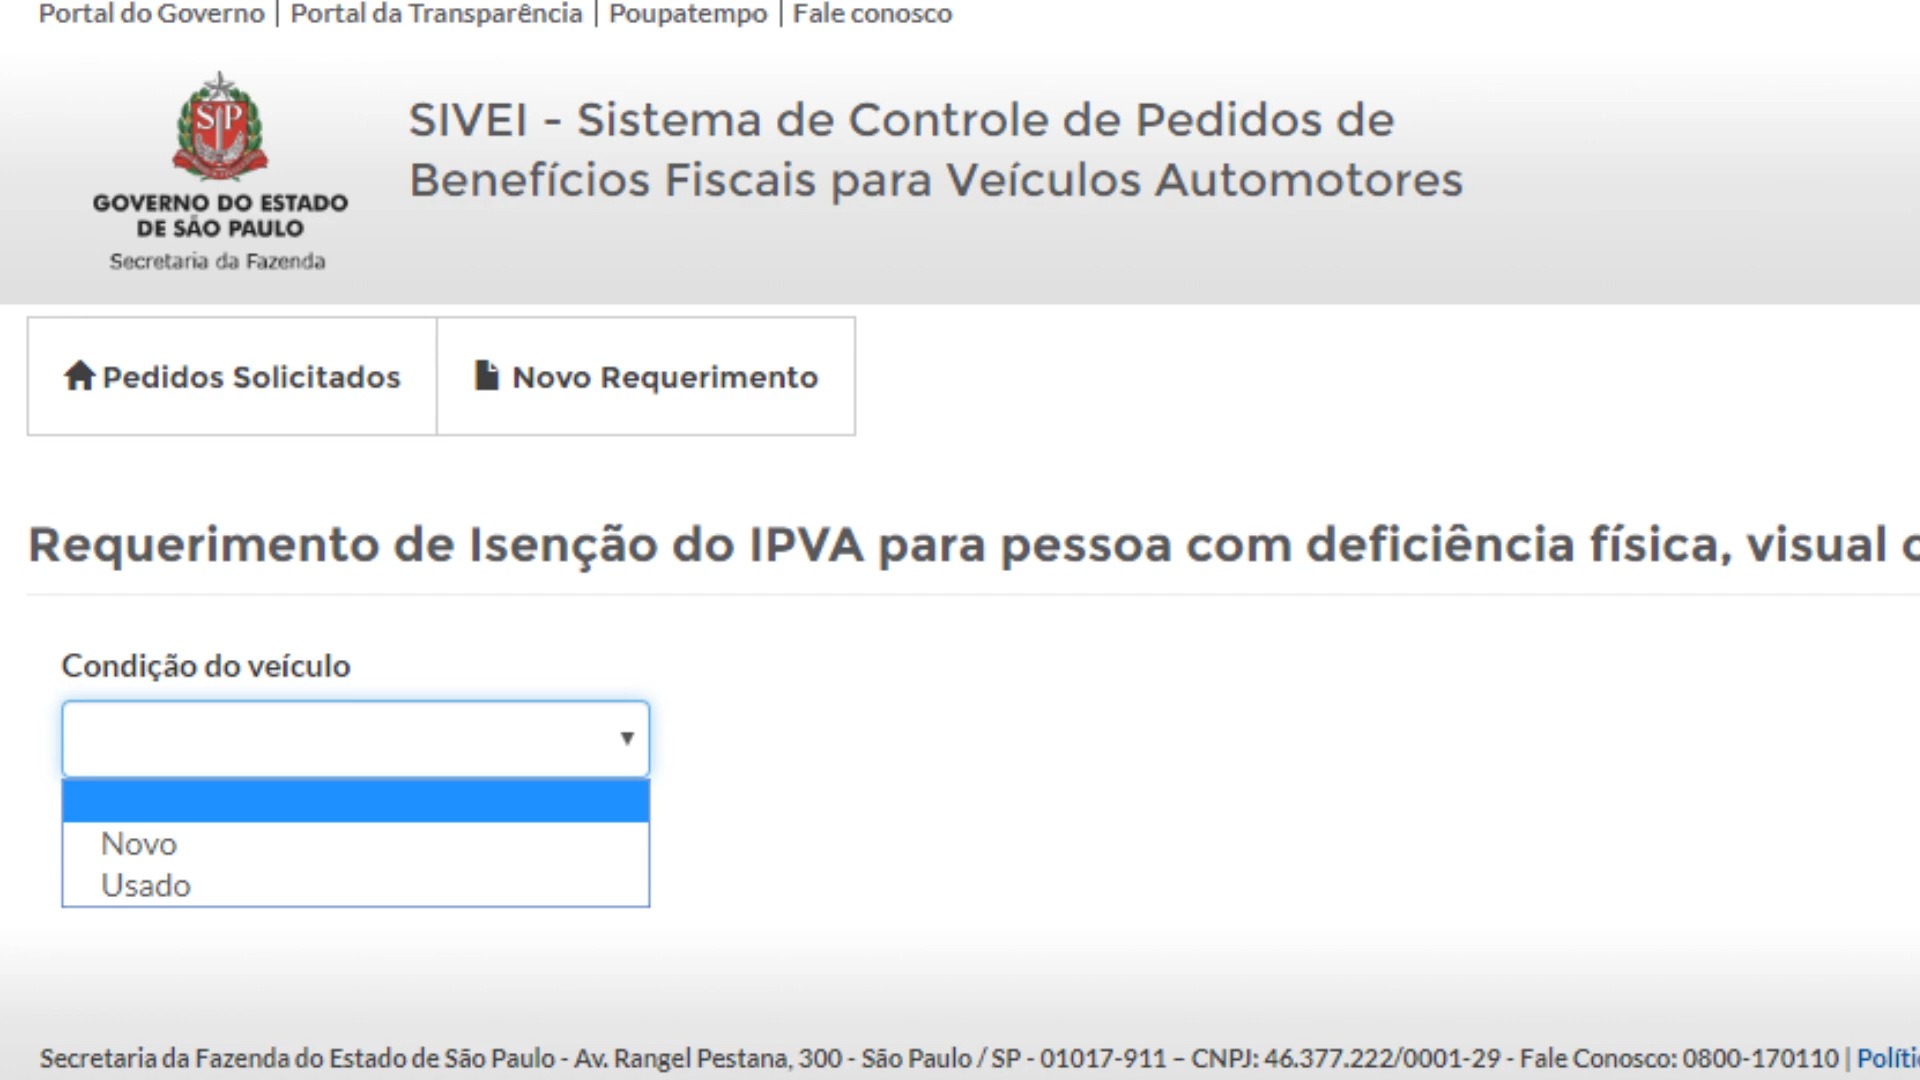 Portal do Governo | Portal da Transparência | Poupatempo | Fale conosco
SP
SIVEI - Sistema de Controle de Pedidos de
Benefícios Fiscais para Veículos Automotores
GOVERNO DO ESTADO
DE SÃO PAULO
Secretaria da Fazenda
Pedidos Solicitados
Novo Requerimento
Requerimento de Isenção do IPVA para pessoa com deficiência física, visual
Condição do veículo
Novo
Usado
Secretaria da Fazenda do Estado de São Paulo - Av. Rangel Pestana, 300 - São Paulo / SP - 01017-911 – CNPJ: 46.377.222/0001-29 - Fale Conosco: 0800-170110 |